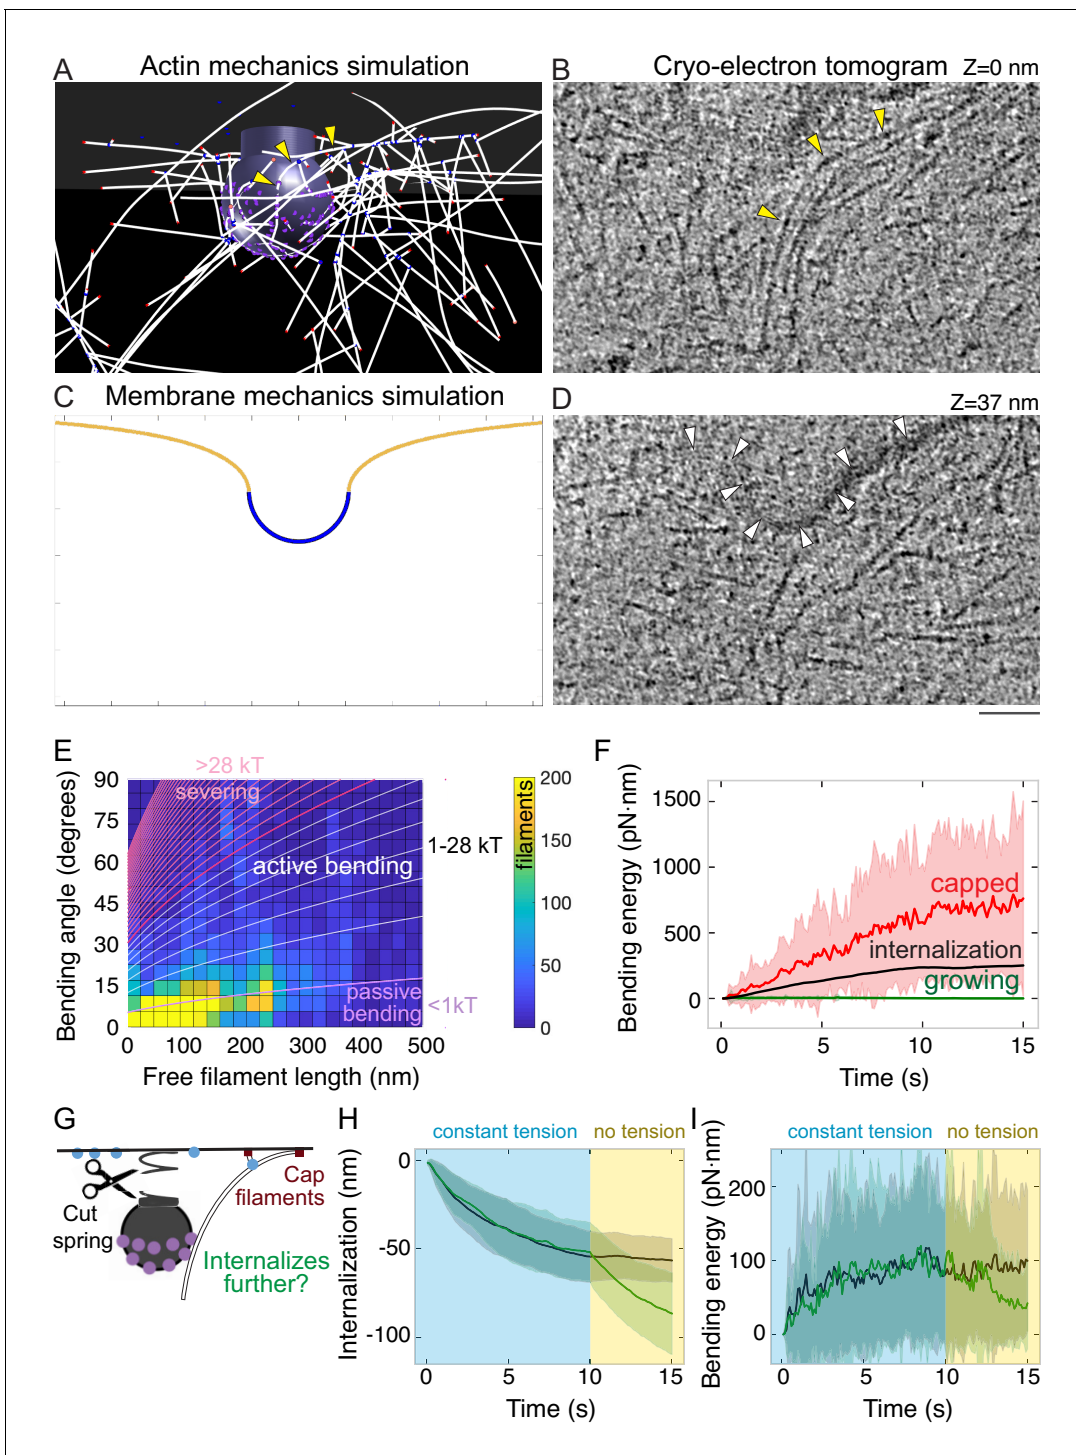 A Actin mechanics simulation
B Cryo-electron tomogram Z=0 nm
C Membrane mechanics simulation
D Z=37 nm
E
>28 kT
severing
active bending
1-28 kT
passive
bending
<1kT
Bending angle (degrees)
90
75
60
45
30
15
0
0 100 200 300 400 500
Free filament length (nm)
filaments
200
150
100
50
0
F
Bending energy (pN·nm)
1500
1000
500
0
capped
internalization
growing
0 5 10 15
Time (s)
G
Cut
spring
Cap
filaments
Internalizes
further?
H
constant tension no tension
Internalization (nm)
0
-50
-100
0 5 10 15
Time (s)
I
constant tension no tension
Bending energy (pN·nm)
200
100
0
0 5 10 15
Time (s)